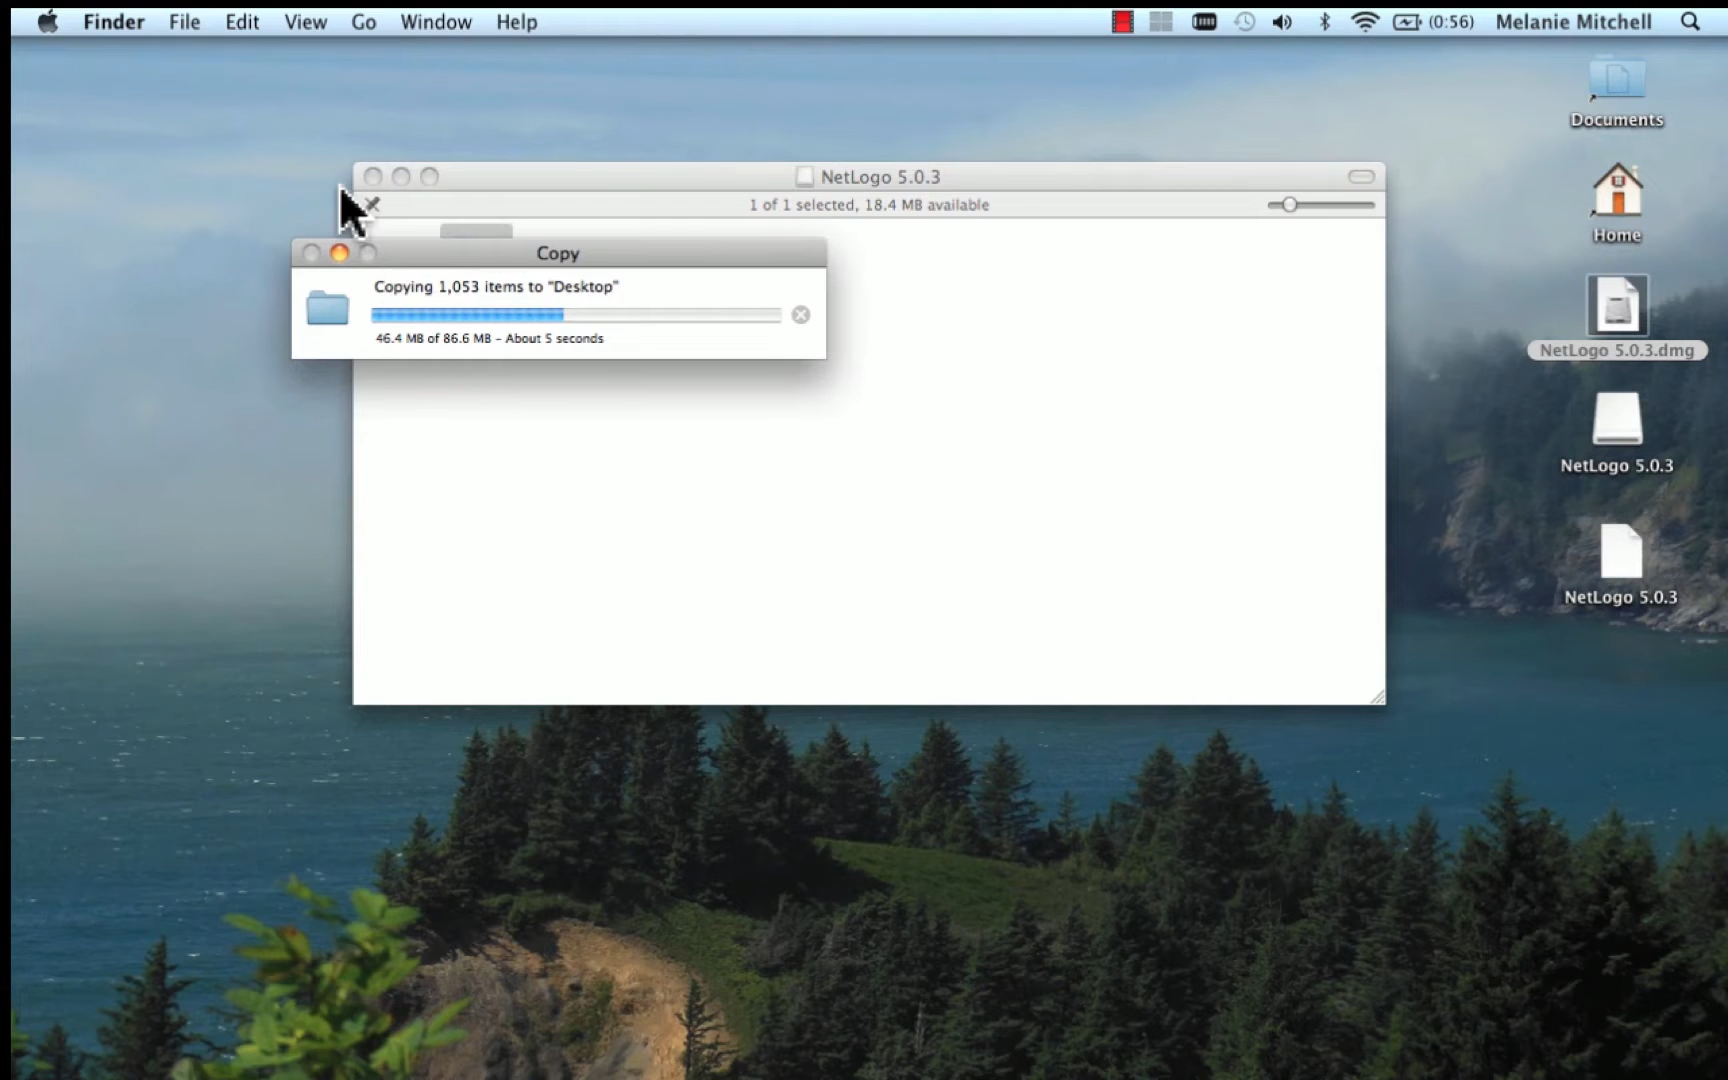 Finder File Edit View Go Window Help (0:56) Melanie Mitchell
Documents
NetLogo 5.0.3
1 of 1 selected, 18.4 MB available
Home
Copy
Copying 1,053 items to "Desktop"
46.4 MB of 86.6 MB - About 5 seconds
NetLogo 5.0.3.dmg
NetLogo 5.0.3
NetLogo 5.0.3